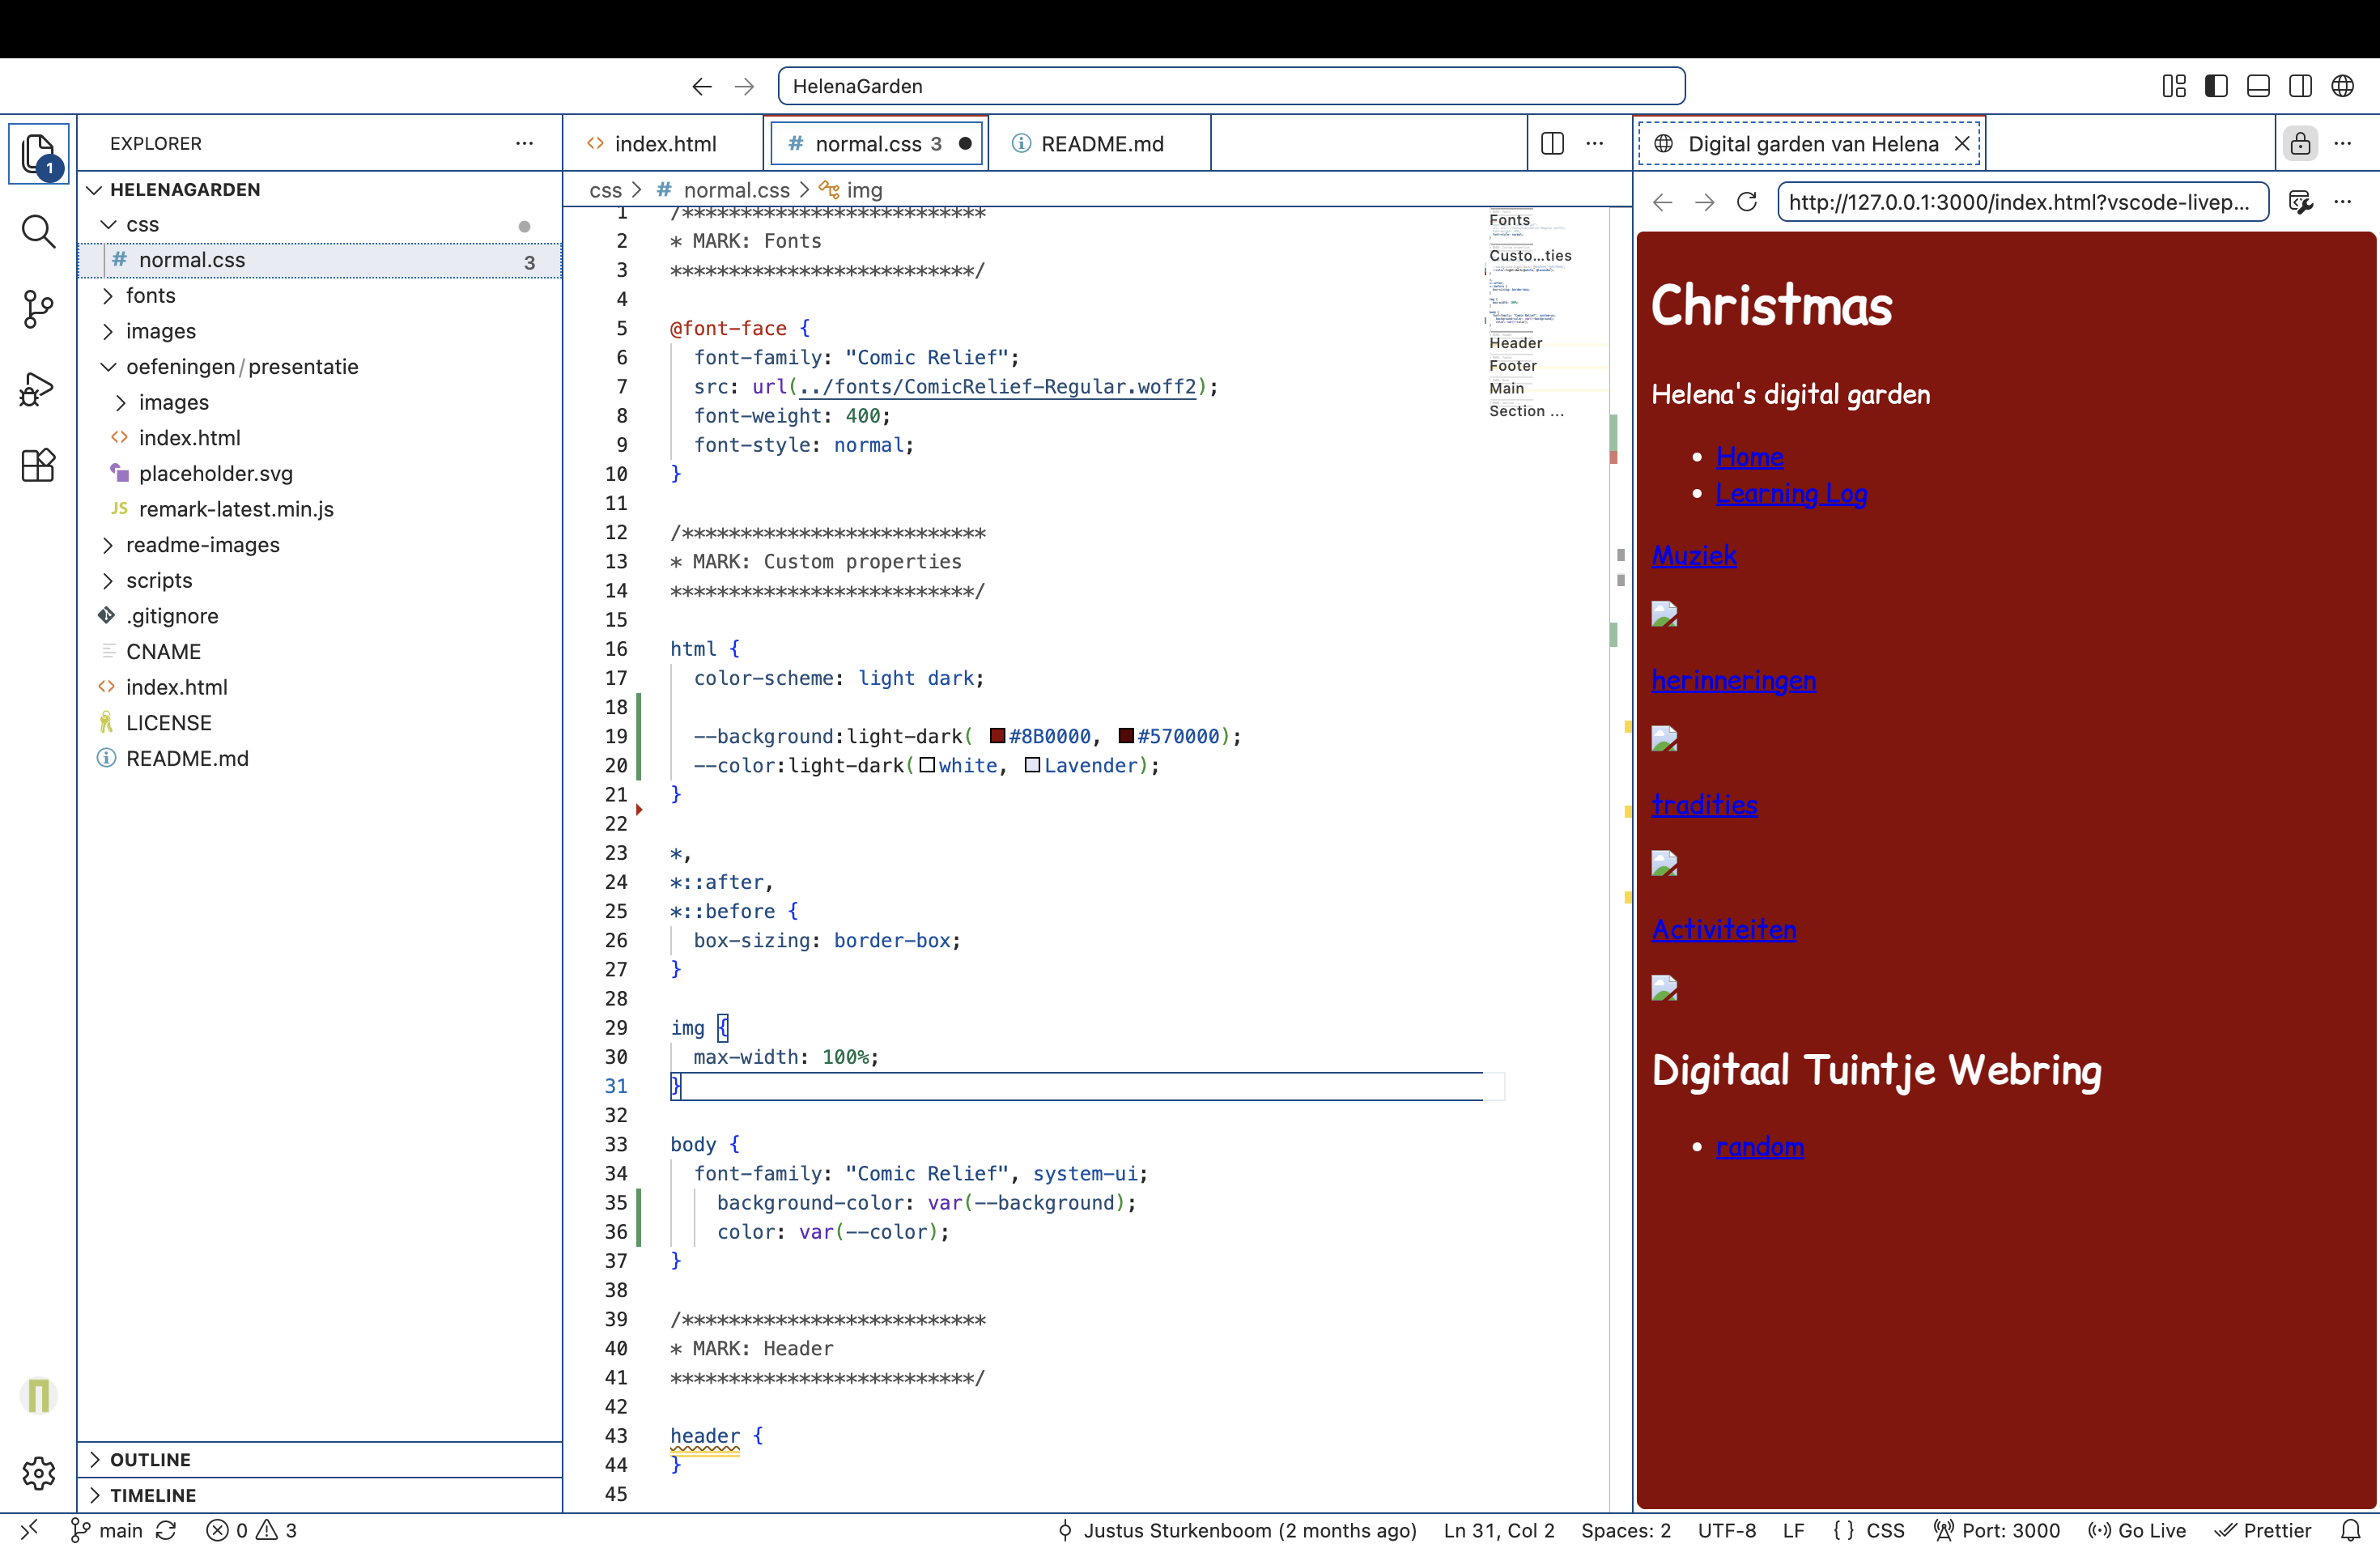 HelenaGarden
EXPLORER
HELENAGARDEN
css
normal.css 3
fonts
images
oefeningen/presentatie
images
index.html
placeholder.svg
JS remark-latest.min.js
readme-images
scripts
.gitignore
CNAME
index.html
LICENSE
README.md
OUTLINE
TIMELINE
1
index.html
# normal.css 3
README.md
css > # normal.css > img
1 /**************************
2 * MARK: Fonts
3 **************************/
4
5 @font-face {
6 font-family: "Comic Relief";
7 src: url(../fonts/ComicRelief-Regular.woff2);
8 font-weight: 400;
9 font-style: normal;
10 }
11
12 /**************************
13 * MARK: Custom properties
14 **************************/
15
16 html {
17 color-scheme: light dark;
18
19 --background:light-dark( #8B0000, #570000);
20 --color:light-dark(white, Lavender);
21 }
22
23 *,
24 *::after,
25 *::before {
26 box-sizing: border-box;
27 }
28
29 img {
30 max-width: 100%;
31 }
32
33 body {
34 font-family: "Comic Relief", system-ui;
35 background-color: var(--background);
36 color: var(--color);
37 }
38
39 /**************************
40 * MARK: Header
41 **************************/
42
43 header {
44 }
45
Fonts
Custo...ties
Header
Footer
Main
Section ...
Digital garden van Helena
http://127.0.0.1:3000/index.html?vscode-livep...
Christmas
Helena's digital garden
Home
Learning Log
Muziek
herinneringen
tradities
Activiteiten
Digitaal Tuintje Webring
random
main 0 3 Justus Sturkenboom (2 months ago) Ln 31, Col 2 Spaces: 2 UTF-8 LF {} CSS Port: 3000 Go Live Prettier